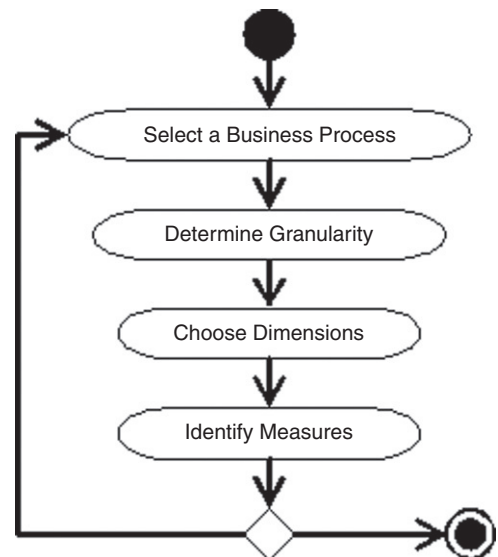 Select a Business Process
Determine Granularity
Choose Dimensions
Identify Measures